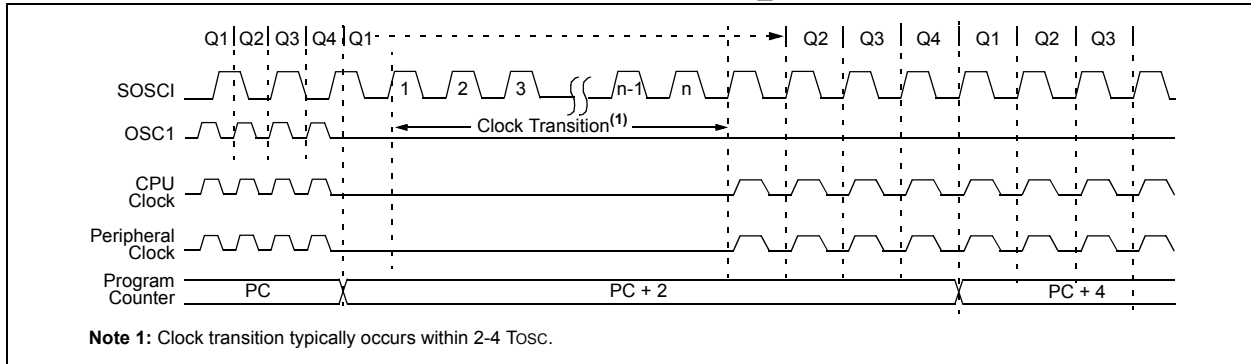 Q1 Q2 Q3 Q4 Q1 Q2 Q3 Q4 Q1 Q2 Q3
SOSCI 1 2 3 n-1 n
Clock Transition(1)
OSC1
CPU
Clock
Peripheral
Clock
Program
Counter PC PC + 2 PC + 4
Note 1: Clock transition typically occurs within 2-4 TOSC.